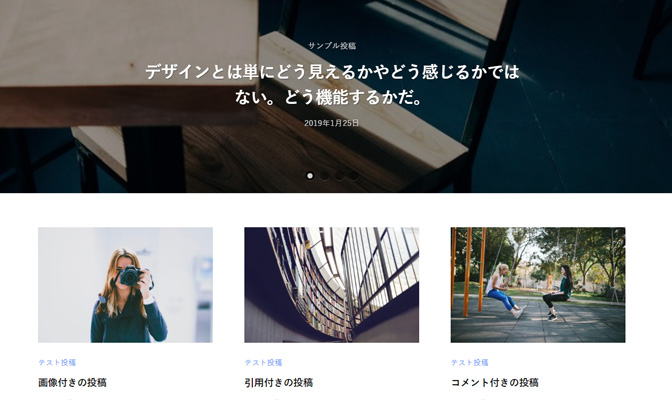 サンプル投稿
デザインとは単にどう見えるかやどう感じるかでは
ない。どう機能するかだ。
2019年1月25日
テスト投稿
画像付きの投稿
テスト投稿
引用付きの投稿
テスト投稿
コメント付きの投稿